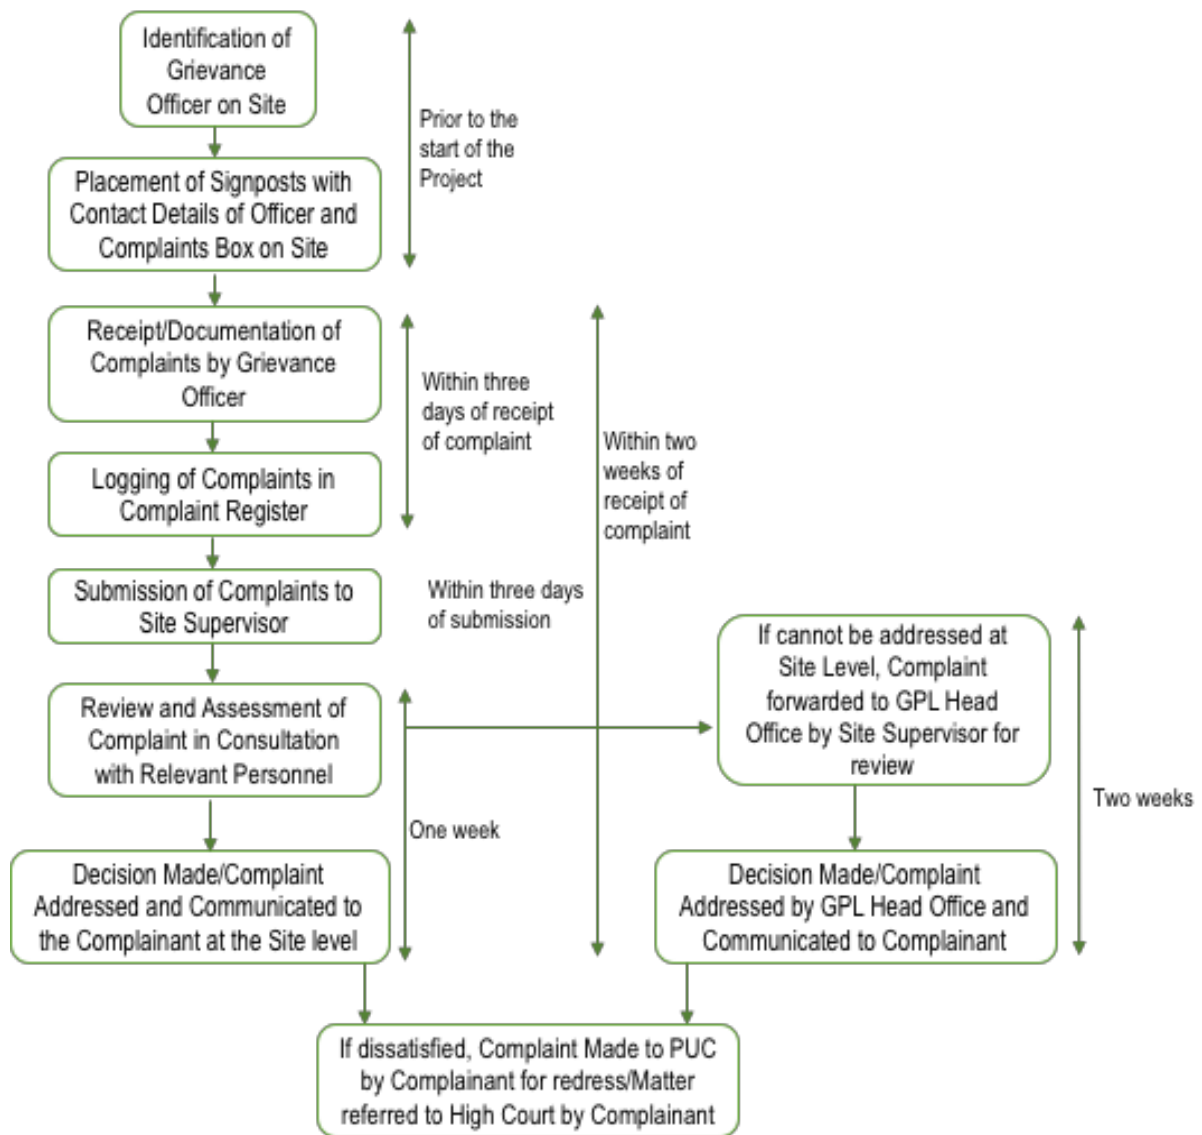 Identification of
Grievance
Officer on Site
Prior to the
start of the
Project
Placement of Signposts with
Contact Details of Officer and
Complaints Box on Site
Receipt/Documentation of
Complaints by Grievance
Officer
Within three
days of receipt
of complaint
Within two
weeks of
receipt of
complaint
Logging of Complaints in
Complaint Register
Submission of Complaints to
Site Supervisor
Within three days
of submission
If cannot be addressed at
Site Level, Complaint
forwarded to GPL Head
Office by Site Supervisor for
review
Review and Assessment of
Complaint in Consultation
with Relevant Personnel
One week
Two weeks
Decision Made/Complaint
Addressed and Communicated to
the Complainant at the Site level
Decision Made/Complaint
Addressed by GPL Head Office and
Communicated to Complainant
If dissatisfied, Complaint Made to PUC
by Complainant for redress/Matter
referred to High Court by Complainant